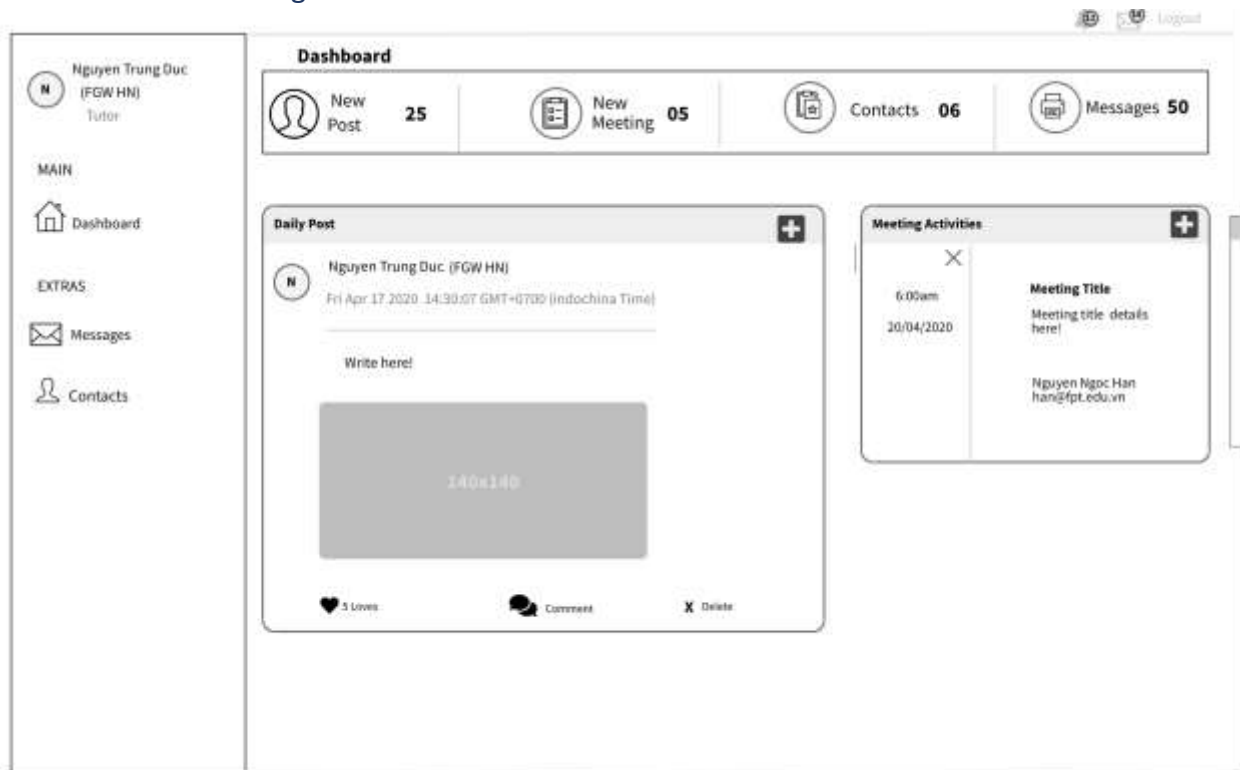 Logout
Nguyen Trung Duc
(FGW HN)
N
Tutor
MAIN
Dashboard
EXTRAS
Messages
Contacts
Dashboard
New
Post
25
New
Meeting
05
Contacts 06
Messages 50
Daily Post
Nguyen Trung Duc (FGW HN)
N
Fri Apr 17 2020 14:30:07 GMT+0700 (Indochina Time)
Write here!
140x140
5 Loves
Comment
X Delete
Meeting Activities
6:00am
20/04/2020
Meeting Title
Meeting title details
here!
Nguyen Ngoc Han
han@fpt.edu.vn